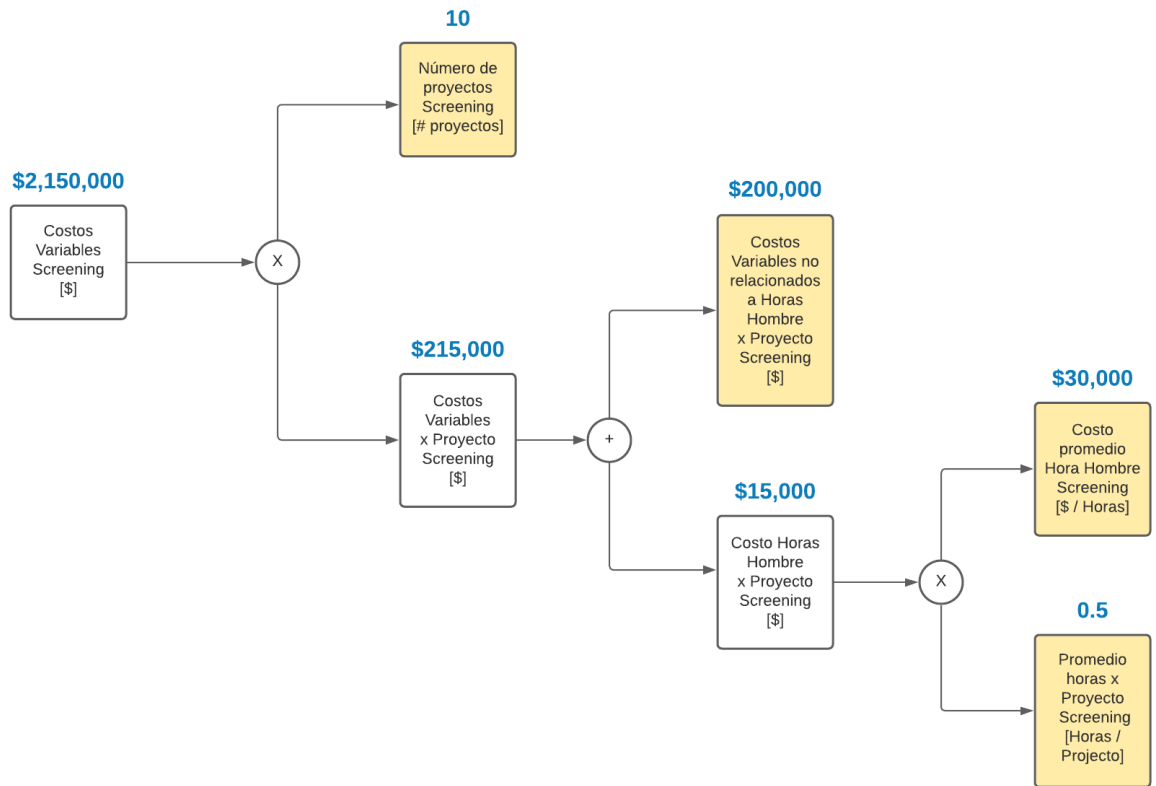 10
Número de
proyectos
Screening
[# proyectos]
$2,150,000
Costos
Variables
Screening
[$]
X
$200,000
Costos
Variables no
relacionados
a Horas
Hombre
x Proyecto
Screening
[$]
$215,000
Costos
Variables
x Proyecto
Screening
[$]
+
$30,000
Costo
promedio
Hora Hombre
Screening
[$ / Horas]
$15,000
Costo Horas
Hombre
x Proyecto
Screening
[$]
X
0.5
Promedio
horas x
Proyecto
Screening
[Horas /
Projecto]